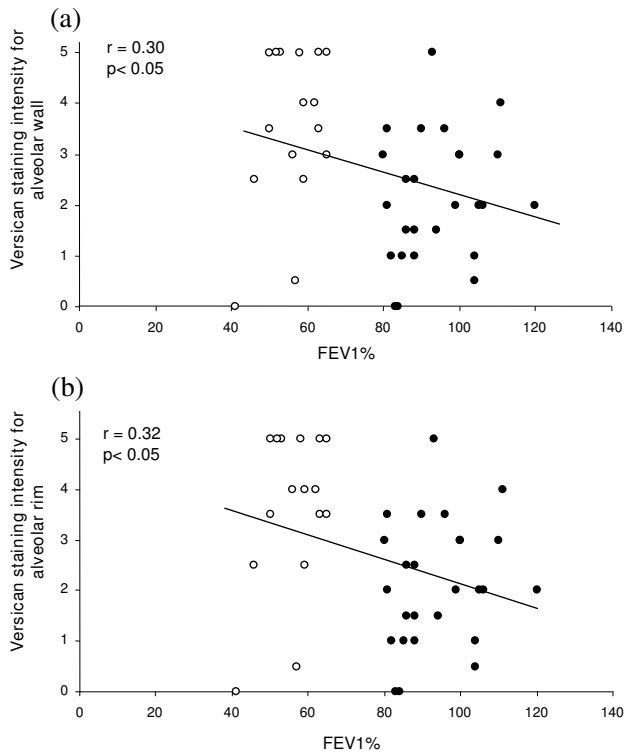 (a)
r = 0.30
p< 0.05
Versican staining intensity for
alveolar wall
5
4
3
2
1
0
0 20 40 60 80 100 120 140
FEV1%
(b)
r = 0.32
p< 0.05
Versican staining intensity for
alveolar rim
5
4
3
2
1
0
0 20 40 60 80 100 120 140
FEV1%